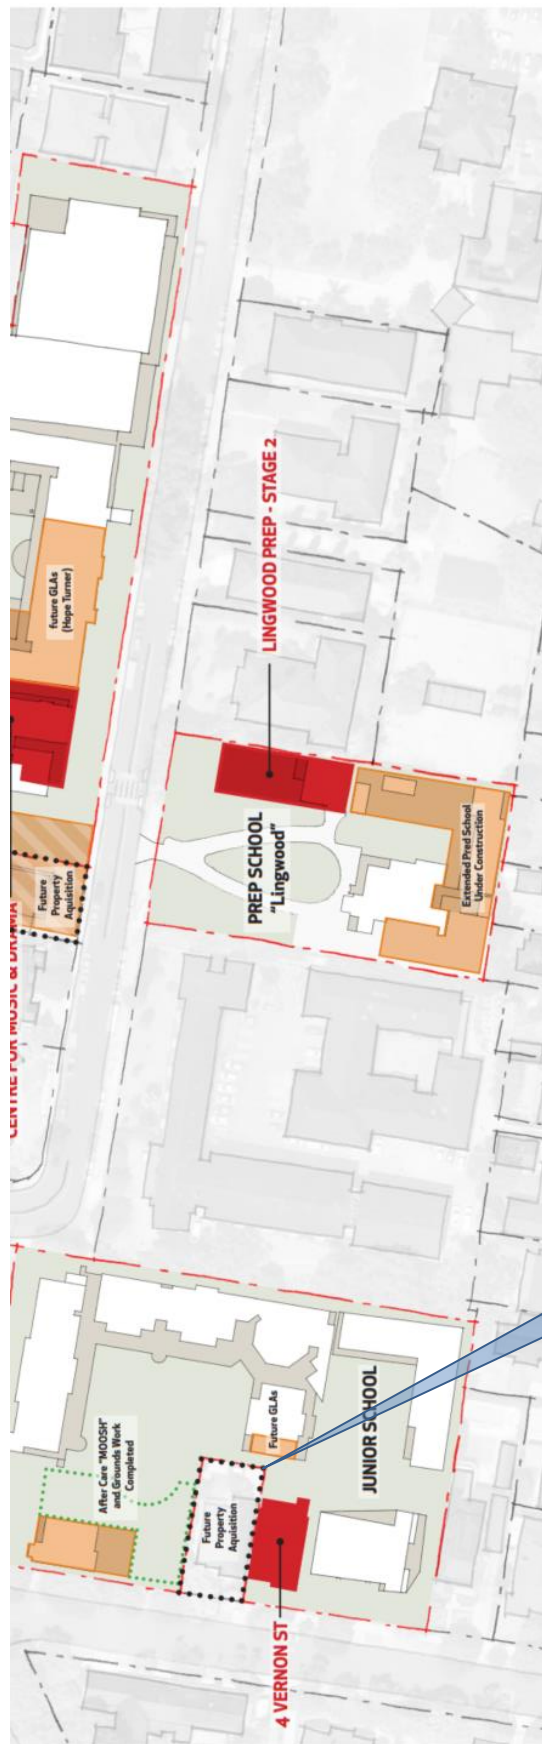 CENTRE FOR MUSIC & DRAMA
Future
Property
Aquisition
future GLAs
(Hope Turner)
After Care "MOOSH"
and Grounds Work
Completed
Future
Property
Aquisition
PREP SCHOOL
"Lingwood"
LINGWOOD PREP - STAGE 2
Future GLAs
4 VERNON ST
JUNIOR SCHOOL
Extended Pred School
Under Construction